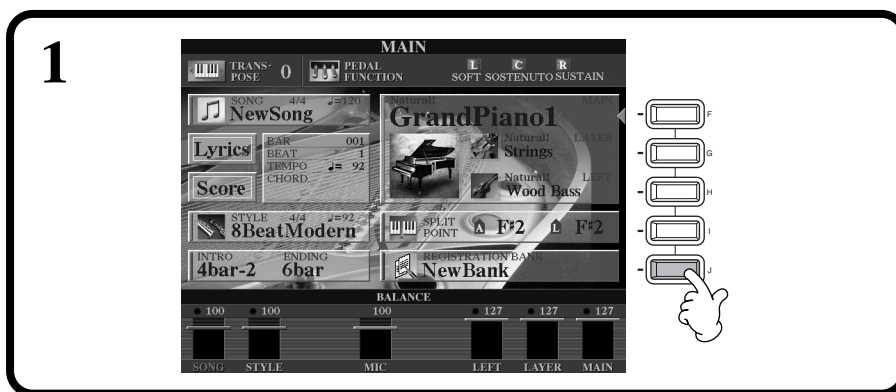 1
MAIN
TRANS-
POSE 0
PEDAL
FUNCTION
L C R
SOFT SOSTENUTO SUSTAIN
SONG 4/4 ♩=120
NewSong
Natural! MAIN
GrandPiano1
Lyrics
BAR 001
BEAT 1
TEMPO ♩= 92
CHORD
Score
Natural! LAYER
Strings
Natural! LEFT
Wood Bass
STYLE 4/4 ♩=92
8BeatModern
SPLIT
POINT A F♯2 L F♯2
INTRO ENDING
4bar-2 6bar
REGISTRATION BANK
NewBank
BALANCE
100 100 100 127 127 127
SONG STYLE MIC LEFT LAYER MAIN
F
G
H
I
J